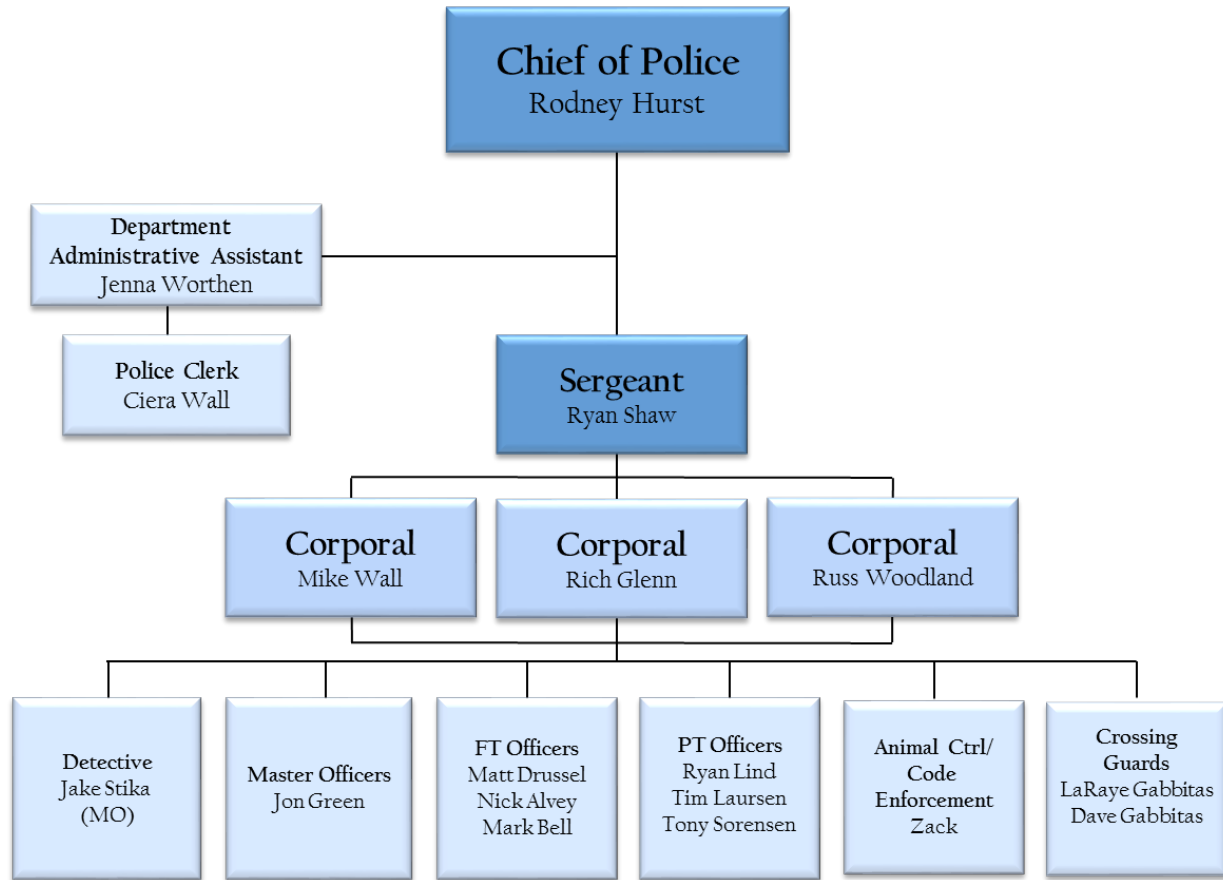 Chief of Police
Rodney Hurst
Department
Administrative Assistant
Jenna Worthen
Police Clerk
Ciera Wall
Sergeant
Ryan Shaw
Corporal
Mike Wall
Corporal
Rich Glenn
Corporal
Russ Woodland
Detective
Jake Stika
(MO)
Master Officers
Jon Green
FT Officers
Matt Drussel
Nick Alvey
Mark Bell
PT Officers
Ryan Lind
Tim Laursen
Tony Sorensen
Animal Ctrl/
Code
Enforcement
Zack
Crossing
Guards
LaRaye Gabbitas
Dave Gabbitas